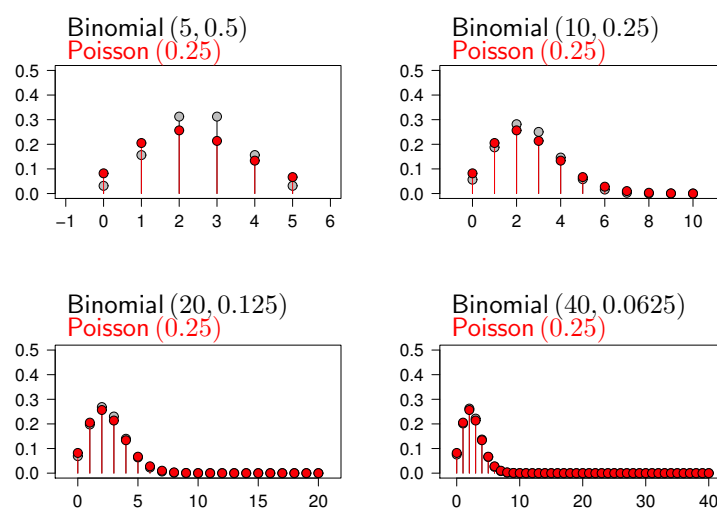 Binomial (5, 0.5)
Poisson (0.25)
0.5
0.4
0.3
0.2
0.1
0.0
−1 0 1 2 3 4 5 6
Binomial (10, 0.25)
Poisson (0.25)
0.5
0.4
0.3
0.2
0.1
0.0
0 2 4 6 8 10
Binomial (20, 0.125)
Poisson (0.25)
0.5
0.4
0.3
0.2
0.1
0.0
0 5 10 15 20
Binomial (40, 0.0625)
Poisson (0.25)
0.5
0.4
0.3
0.2
0.1
0.0
0 10 20 30 40